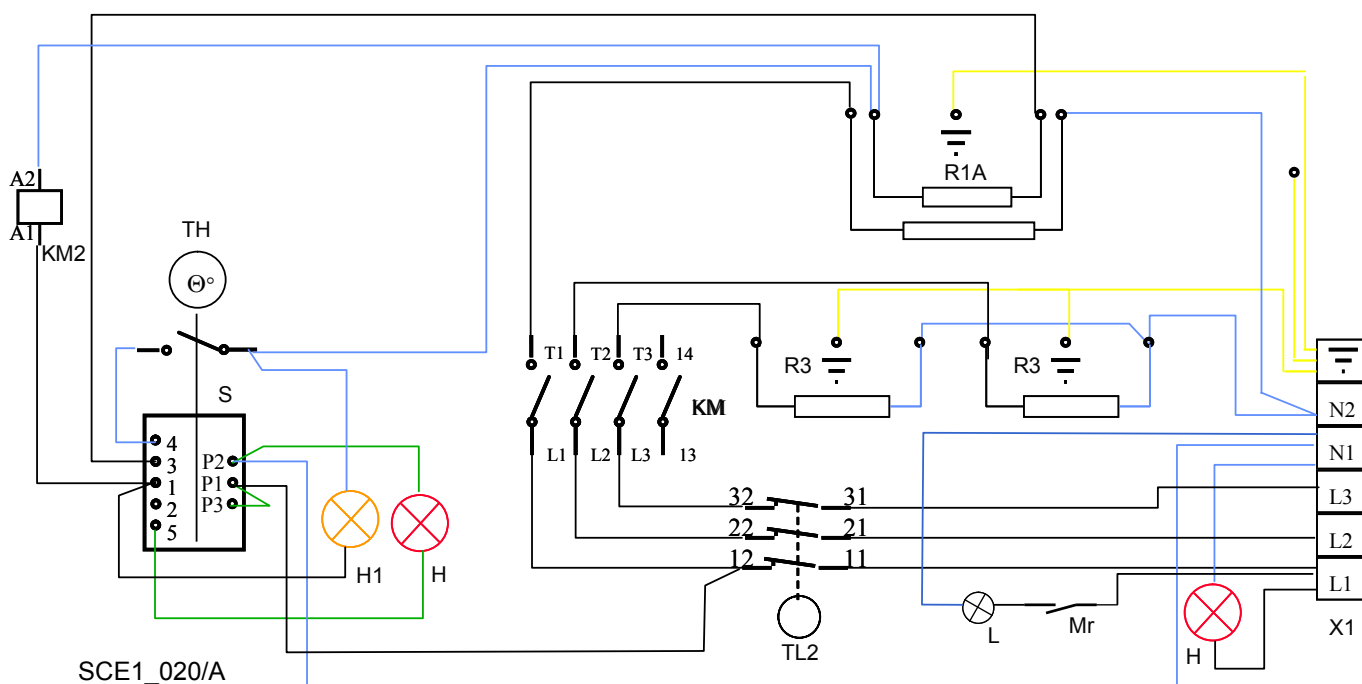 R1A
A2
A1
KM2
TH
Θ°
S
T1 T2 T3 14
KM
L1 L2 L3 13
R3 R3
4
3
1
2
5
P2
P1
P3
H1
H
32 31
22 21
12 11
TL2
L
Mr
H
N2
N1
L3
L2
L1
X1
SCE1_020/A